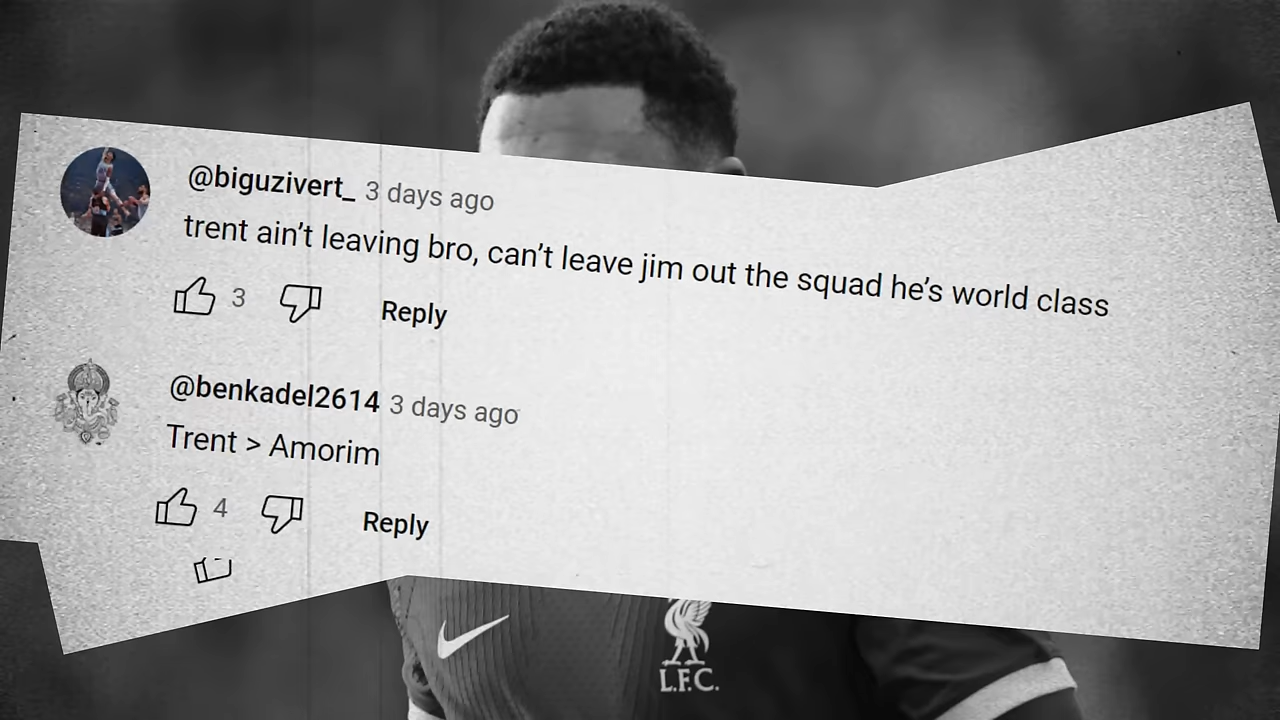 @biguzivert_ 3 days ago
trent ain’t leaving bro, can’t leave jim out the squad he’s world class
3
Reply
@benkadel2614 3 days ago
Trent > Amorim
4
Reply
L.F.C.